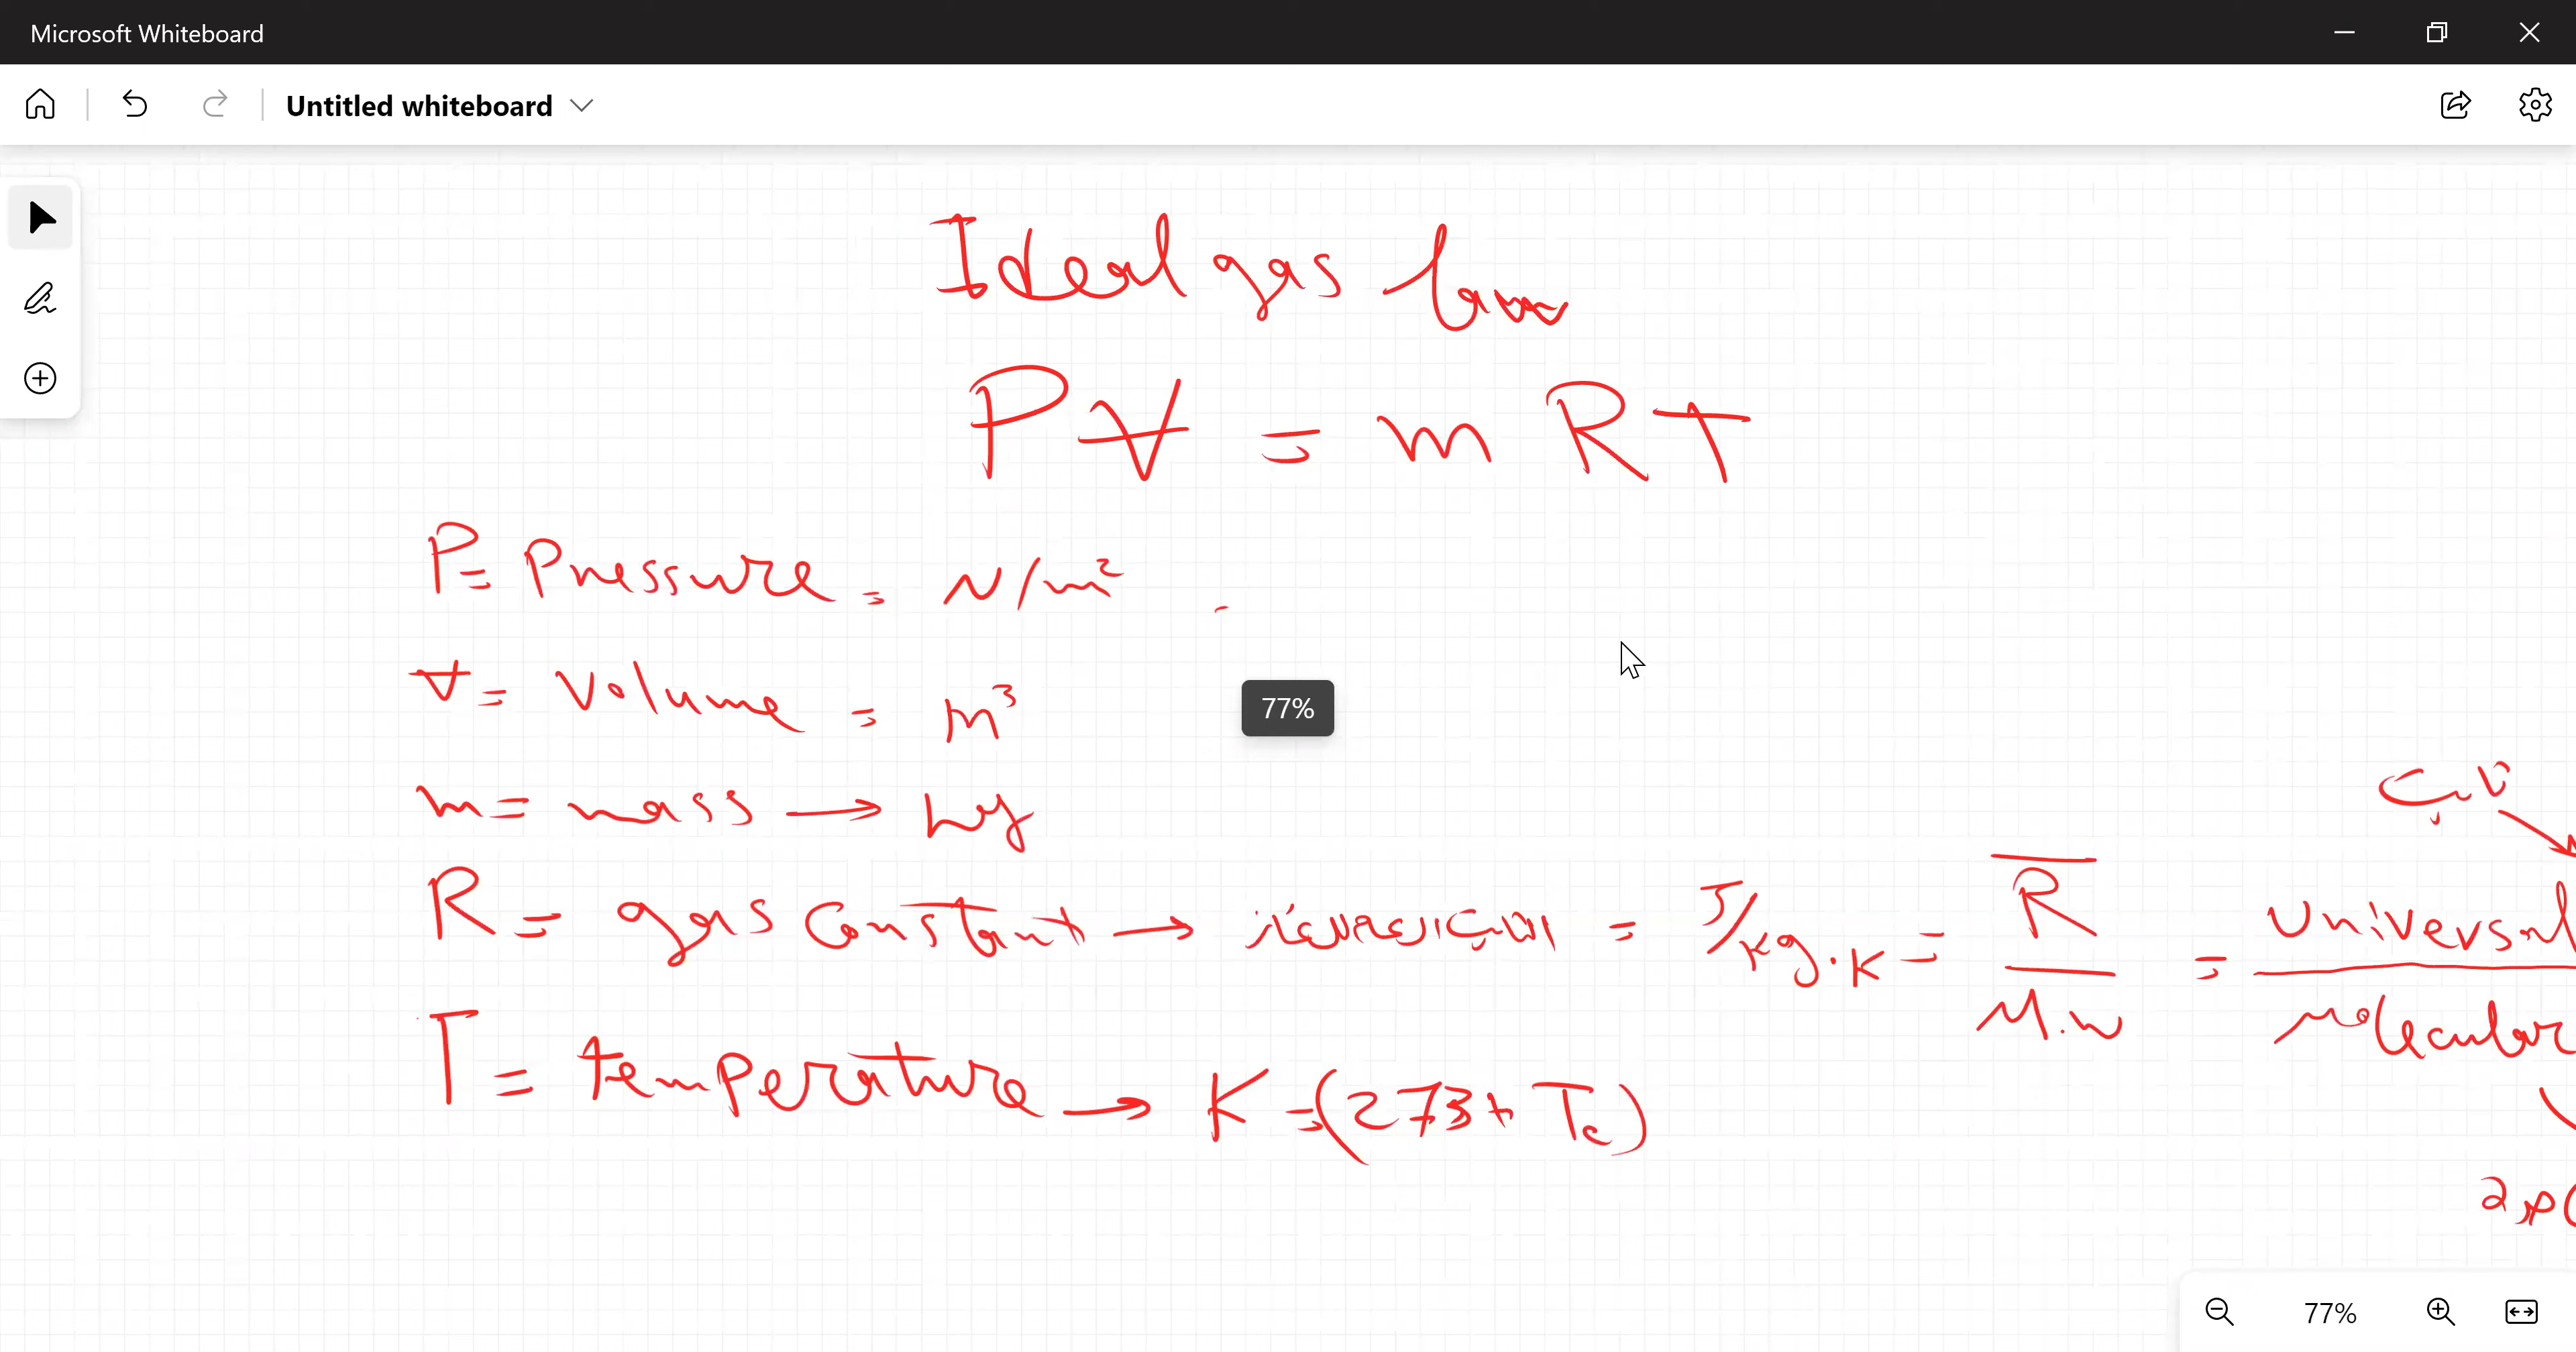 Microsoft Whiteboard
Untitled whiteboard
Ideal gas law
P∀ = m R T
P = Pressure = N/m²
∀ = Volume = m³
77%
m = mass → kg
R = gas constant → = J/kg.K = R̅/M.W = Universal/molecular
T = temperature → K = (273 + Tc)
77%